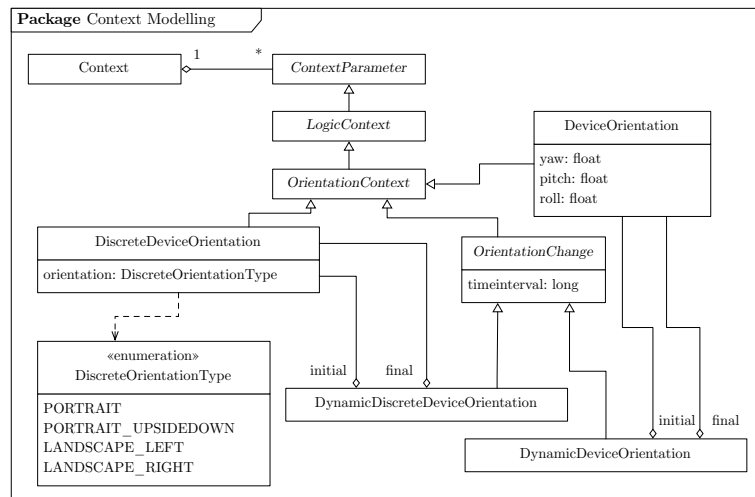 Package Context Modelling
Context
1
*
ContextParameter
LogicContext
OrientationContext
DeviceOrientation
yaw: float
pitch: float
roll: float
DiscreteDeviceOrientation
orientation: DiscreteOrientationType
OrientationChange
timeinterval: long
«enumeration»
DiscreteOrientationType
PORTRAIT
PORTRAIT_UPSIDEDOWN
LANDSCAPE_LEFT
LANDSCAPE_RIGHT
initial
final
DynamicDiscreteDeviceOrientation
initial
final
DynamicDeviceOrientation